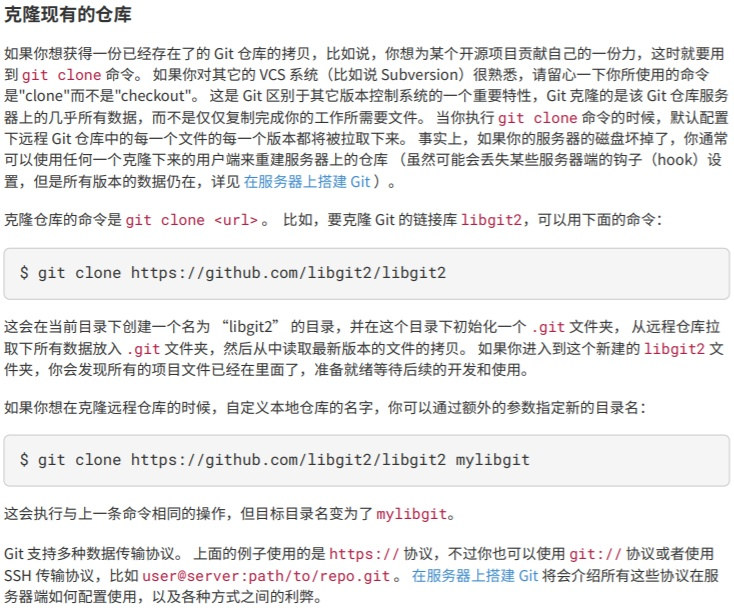 克隆现有的仓库
如果你想获得一份已经存在了的 Git 仓库的拷贝，比如说，你想为某个开源项目贡献自己的一份力，这时就要用
到 git clone 命令。 如果你对其它的 VCS 系统（比如说 Subversion）很熟悉，请留心一下你所使用的命令
是"clone"而不是"checkout"。 这是 Git 区别于其它版本控制系统的一个重要特性，Git 克隆的是该 Git 仓库服务
器上的几乎所有数据，而不是仅仅复制完成你的工作所需要文件。 当你执行 git clone 命令的时候，默认配置
下远程 Git 仓库中的每一个文件的每一个版本都将被拉取下来。 事实上，如果你的服务器的磁盘坏掉了，你通常
可以使用任何一个克隆下来的用户端来重建服务器上的仓库 （虽然可能会丢失某些服务器端的钩子（hook）设
置，但是所有版本的数据仍在，详见 在服务器上搭建 Git ）。
克隆仓库的命令是 git clone <url> 。 比如，要克隆 Git 的链接库 libgit2，可以用下面的命令：
$ git clone https://github.com/libgit2/libgit2
这会在当前目录下创建一个名为 “libgit2” 的目录，并在这个目录下初始化一个 .git 文件夹， 从远程仓库拉
取下所有数据放入 .git 文件夹，然后从中读取最新版本的文件的拷贝。 如果你进入到这个新建的 libgit2 文
件夹，你会发现所有的项目文件已经在里面了，准备就绪等待后续的开发和使用。
如果你想在克隆远程仓库的时候，自定义本地仓库的名字，你可以通过额外的参数指定新的目录名：
$ git clone https://github.com/libgit2/libgit2 mylibgit
这会执行与上一条命令相同的操作，但目标目录名变为了 mylibgit。
Git 支持多种数据传输协议。 上面的例子使用的是 https:// 协议，不过你也可以使用 git:// 协议或者使用
SSH 传输协议，比如 user@server:path/to/repo.git 。 在服务器上搭建 Git 将会介绍所有这些协议在服
务器端如何配置使用，以及各种方式之间的利弊。